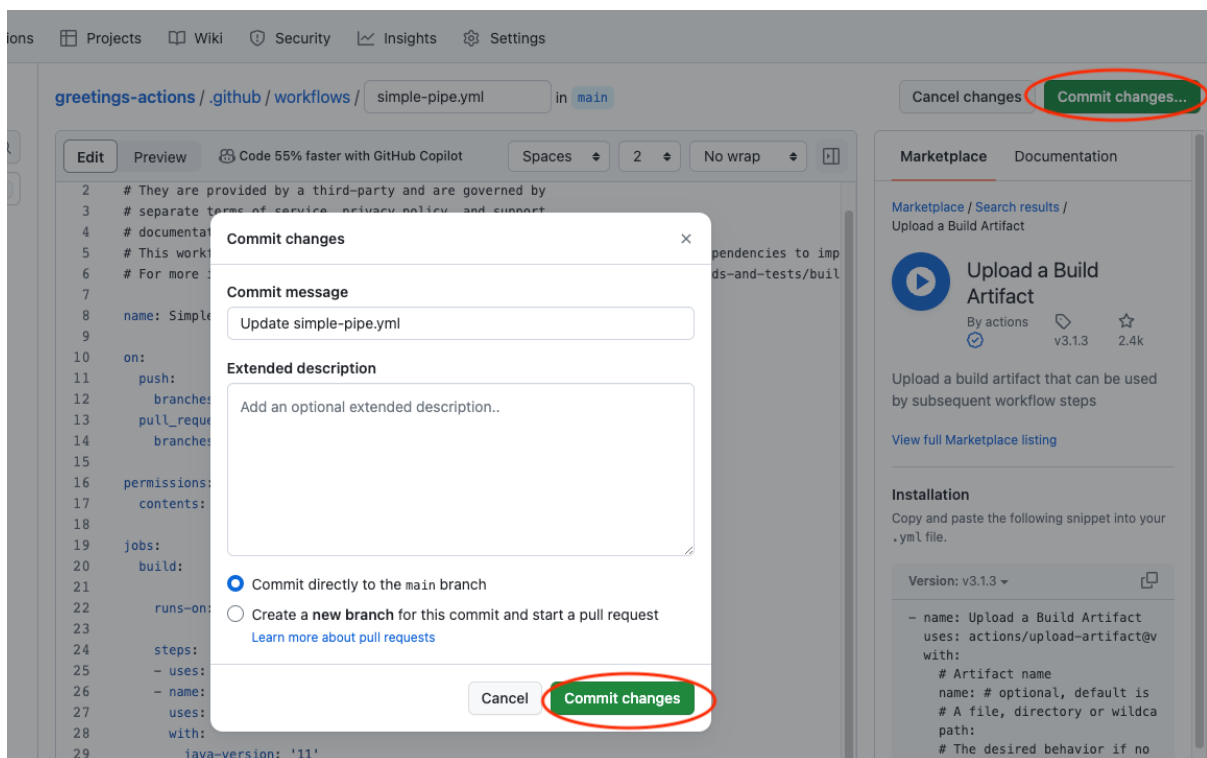 Projects Wiki Security Insights Settings
greetings-actions / .github / workflows / simple-pipe.yml in main Cancel changes Commit changes...
Edit Preview Code 55% faster with GitHub Copilot Spaces 2 No wrap
2 # They are provided by a third-party and are governed by
3 # separate terms of service, privacy policy, and support
4
5 # This pendencies to imp
6 # For more ds-and-tests/buil
7
8 name:
9
10 on:
11 push:
12
13
14
15
16 permissions:
17 contents:
18
19 jobs:
20 build:
21
22 runs-on:
23
24 steps:
25 - uses:
26 - name:
27 uses:
28 with:
29 java-version: '11'
Commit changes
Commit message
Update simple-pipe.yml
Extended description
Add an optional extended description..
Commit directly to the main branch
Create a new branch for this commit and start a pull request
Learn more about pull requests
Cancel Commit changes
Marketplace Documentation
Marketplace / Search results /
Upload a Build Artifact
Upload a Build
Artifact
By actions
v3.1.3 2.4k
Upload a build artifact that can be used
by subsequent workflow steps
View full Marketplace listing
Installation
Copy and paste the following snippet into your
.yml file.
Version: v3.1.3
- name: Upload a Build Artifact
uses: actions/upload-artifact@v
with:
# Artifact name
name: # optional, default is
# A file, directory or wildca
path:
# The desired behavior if no